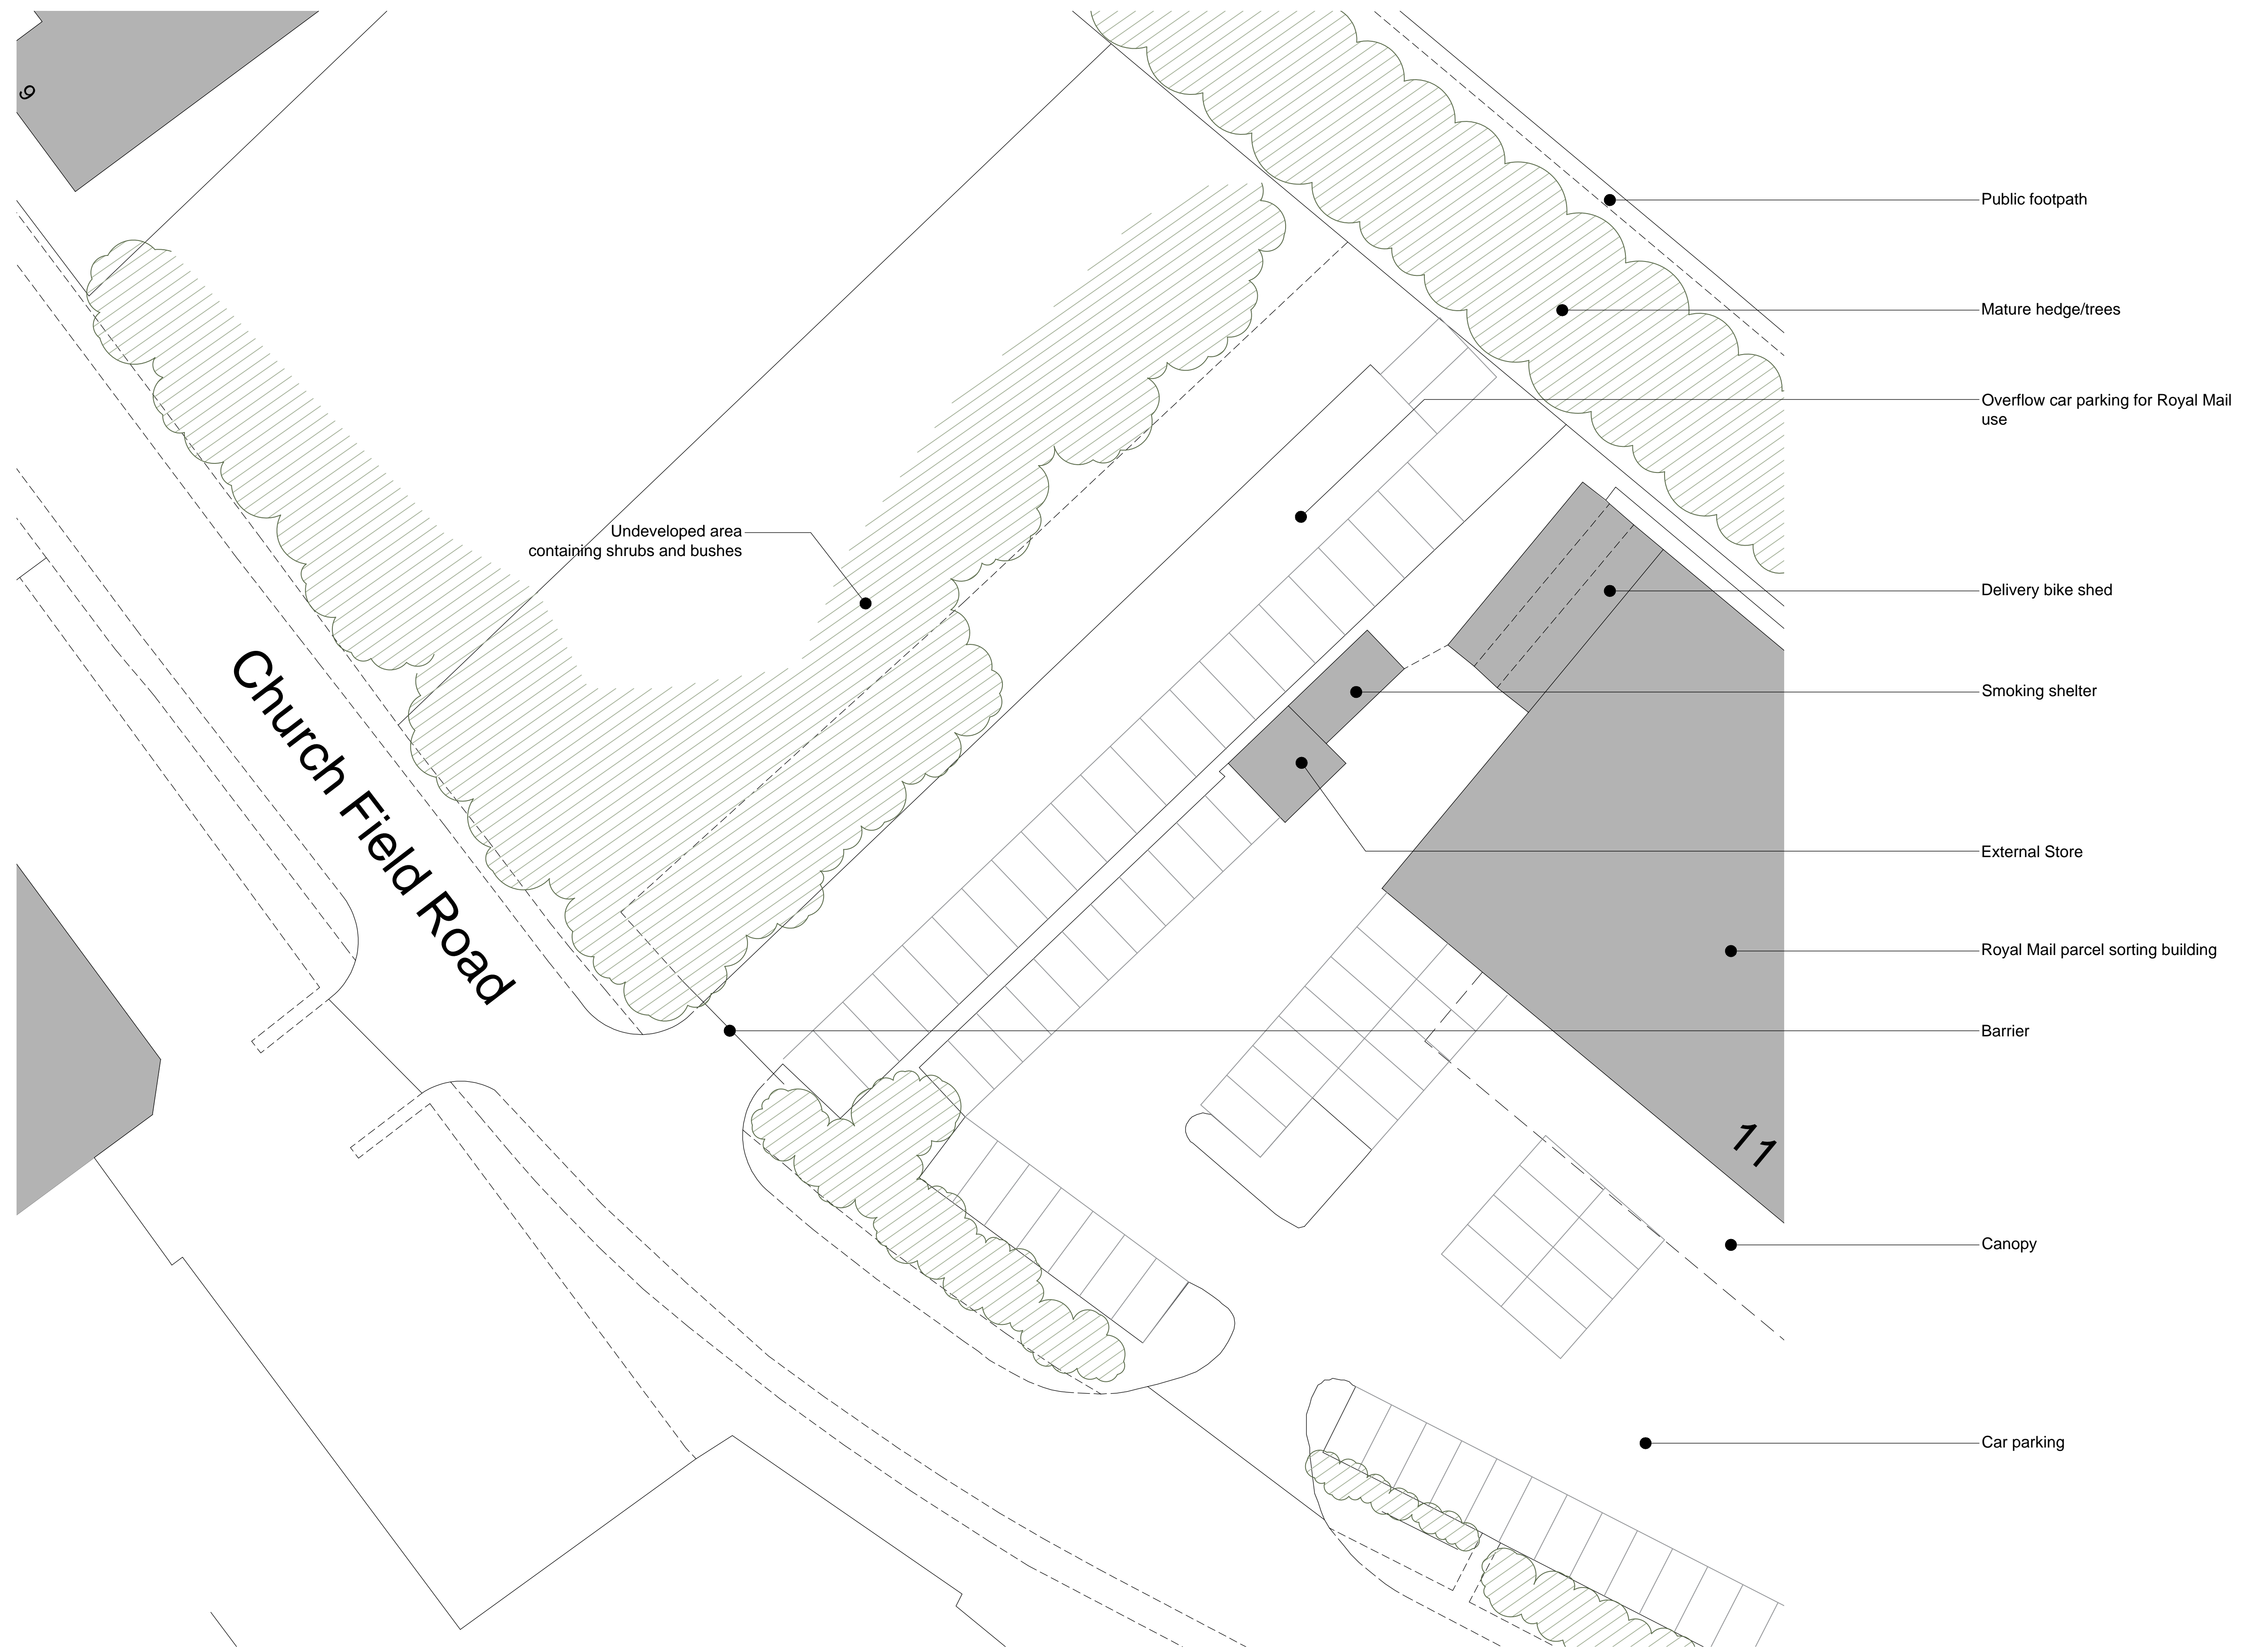 9
Public footpath
Mature hedge/trees
Overflow car parking for Royal Mail
use
Undeveloped area
containing shrubs and bushes
Delivery bike shed
Church Field Road
Smoking shelter
External Store
Royal Mail parcel sorting building
Barrier
11
Canopy
Car parking